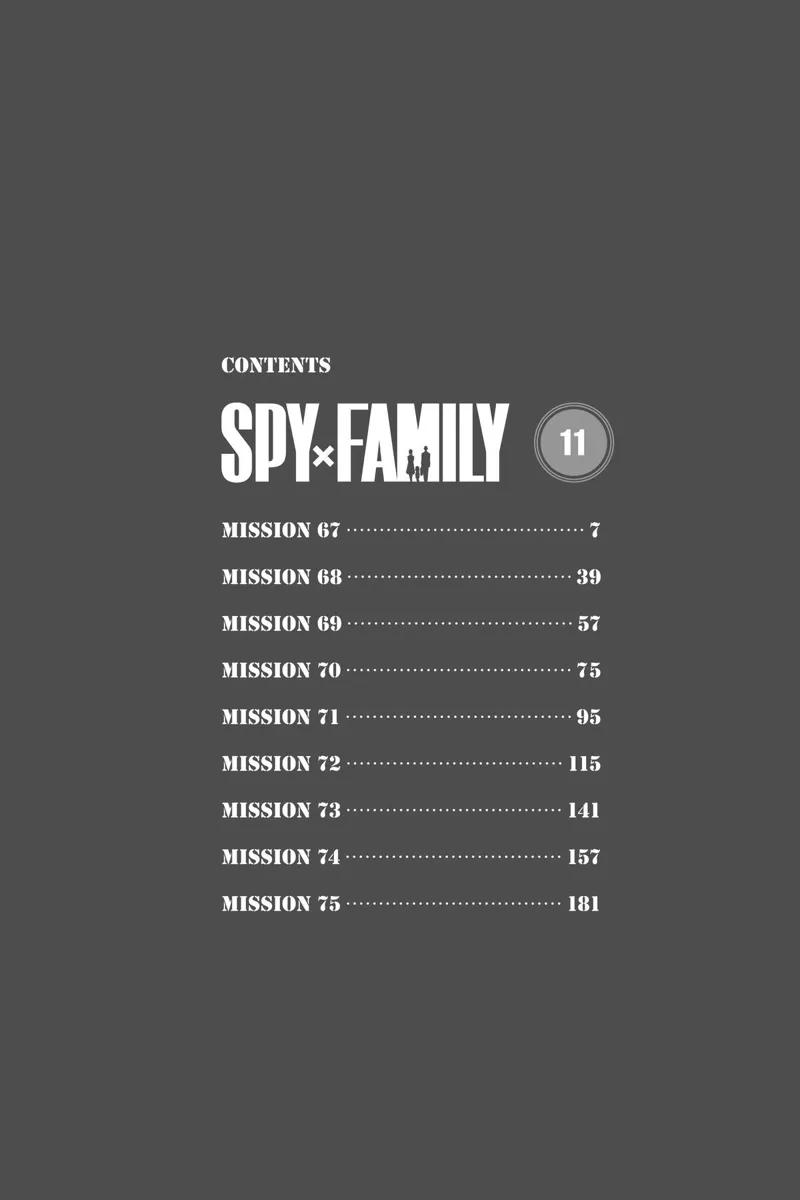 CONTENTS
SPY×FAMILY 11
MISSION 67 ······································ 7
MISSION 68 ···································· 39
MISSION 69 ···································· 57
MISSION 70 ···································· 75
MISSION 71 ···································· 95
MISSION 72 ·································· 115
MISSION 73 ·································· 141
MISSION 74 ·································· 157
MISSION 75 ·································· 181